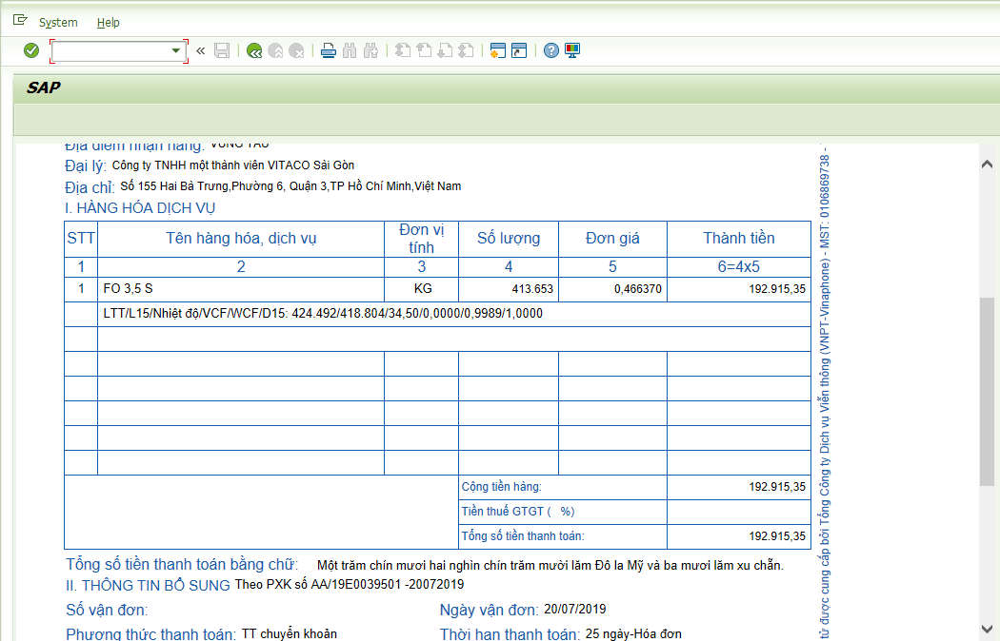 System Help
SAP
Địa điểm nhận hàng: VŨNG TÀU
Đại lý: Công ty TNHH một thành viên VITACO Sài Gòn
Địa chỉ: Số 155 Hai Bà Trưng,Phường 6, Quận 3,TP Hồ Chí Minh,Việt Nam
I. HÀNG HÓA DỊCH VỤ
STT Tên hàng hóa, dịch vụ Đơn vị tính Số lượng Đơn giá Thành tiền
1 2 3 4 5 6=4x5
1 FO 3,5 S KG 413.653 0,466370 192.915,35
LTT/L15/Nhiệt độ/VCF/WCF/D15: 424.492/418.804/34,50/0,0000/0,9989/1,0000
Cộng tiền hàng: 192.915,35
Tiền thuế GTGT ( %)
Tổng số tiền thanh toán: 192.915,35
Tổng số tiền thanh toán bằng chữ: Một trăm chín mươi hai nghìn chín trăm mười lăm Đô la Mỹ và ba mươi lăm xu chẵn.
II. THÔNG TIN BỔ SUNG Theo PXK số AA/19E0039501 -20072019
Số vận đơn: Ngày vận đơn: 20/07/2019
Phương thức thanh toán: TT chuyển khoản Thời hạn thanh toán: 25 ngày-Hóa đơn
tử được cung cấp bởi Tổng Công ty Dịch vụ Viễn thông (VNPT-Vinaphone) - MST: 0106869738 -